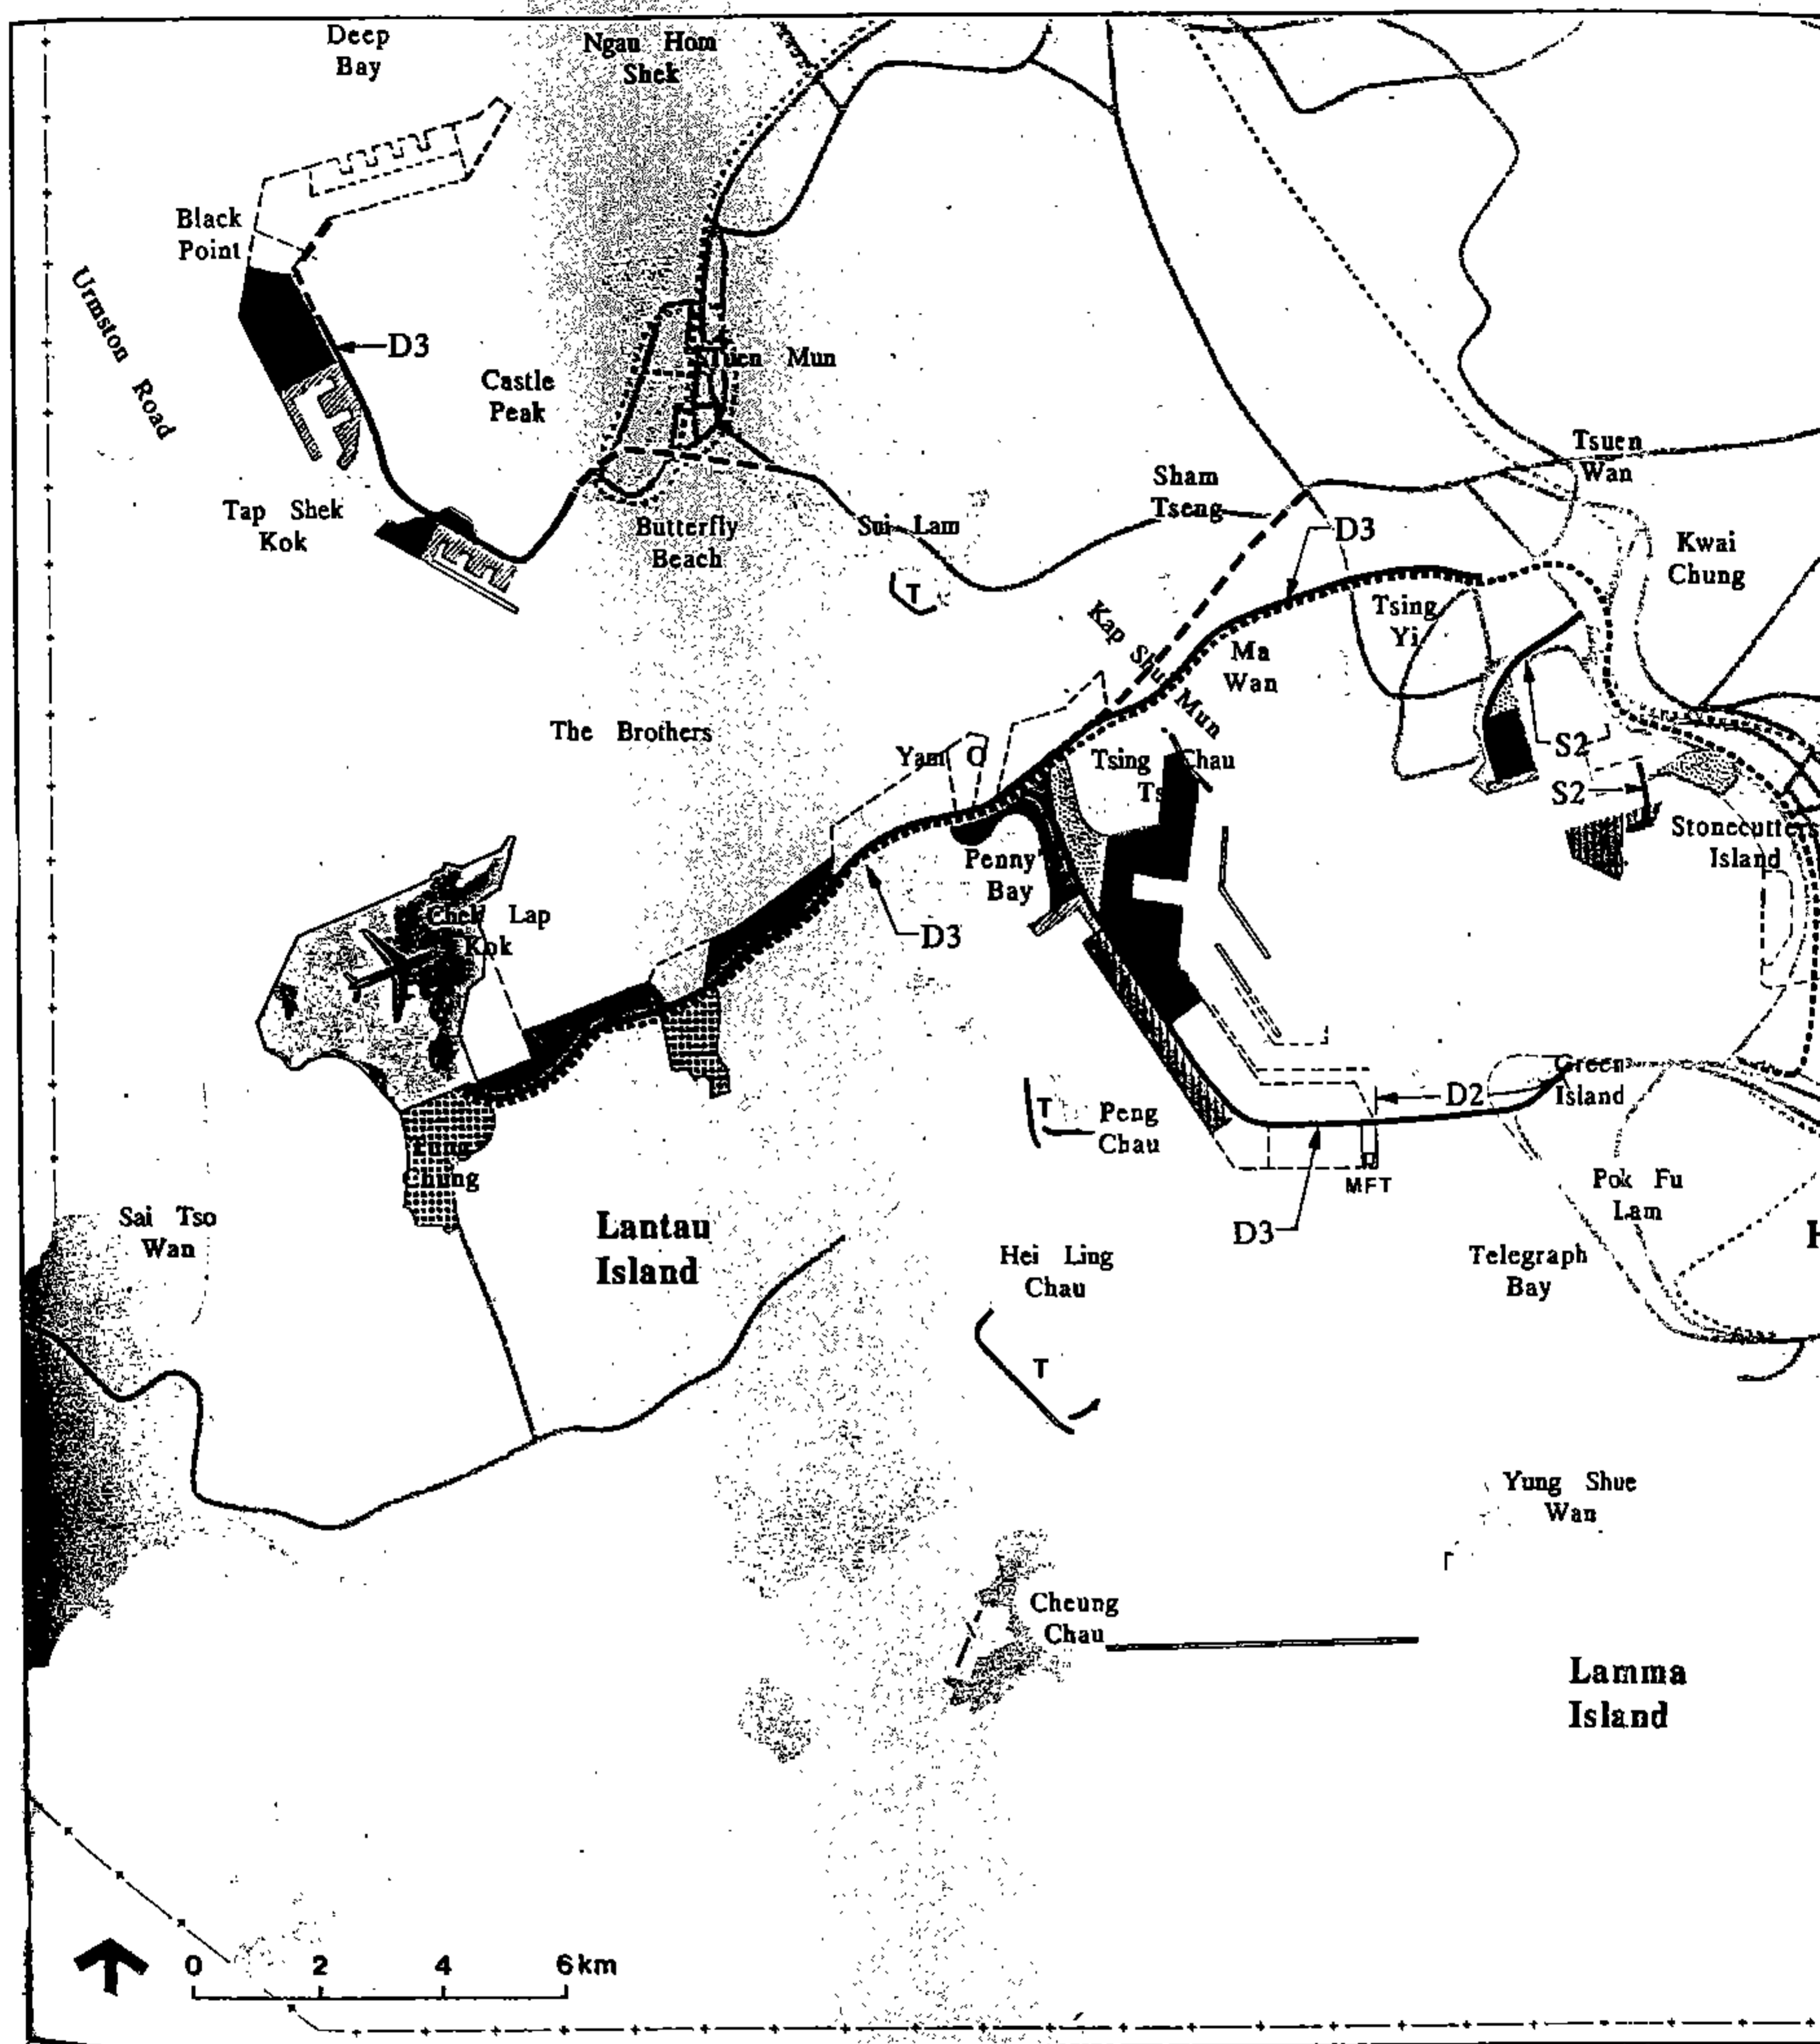 Deep
Bay
Ngau Hom
Shek
Black
Point
Urmston Road
D3
Castle
Peak
Tuen Mun
Tap Shek
Kok
Butterfly
Beach
Sui Lam
Sham
Tseng
Tsuen
Wan
D3
Kwai
Chung
T
Kap Shui Mun
Tsing
Yi
Ma
Wan
The Brothers
Yam O
Tsing Chau
Ts
S2
S2
Stonecutters
Island
Penny
Bay
Chek Lap
Kok
D3
Green
Island
D2
T
Peng
Chau
Tung
Chung
MFT
Pok Fu
Lam
Sai Tso
Wan
Lantau
Island
D3
Hei Ling
Chau
Telegraph
Bay
H
T
Yung Shue
Wan
Cheung
Chau
Lamma
Island
0 2 4 6km